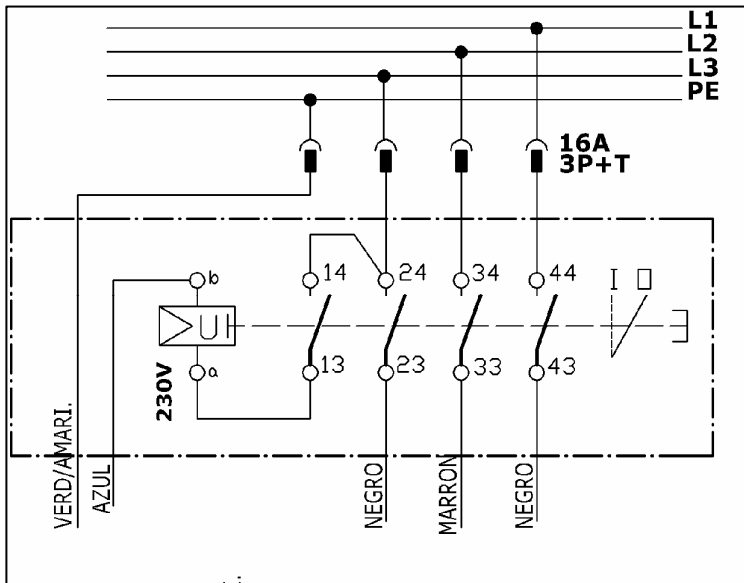 L1
L2
L3
PE
16A
3P+T
b
14
24
34
44
I
U
230V
a
13
23
33
43
VERD/AMARI.
AZUL
NEGRO
MARRON
NEGRO